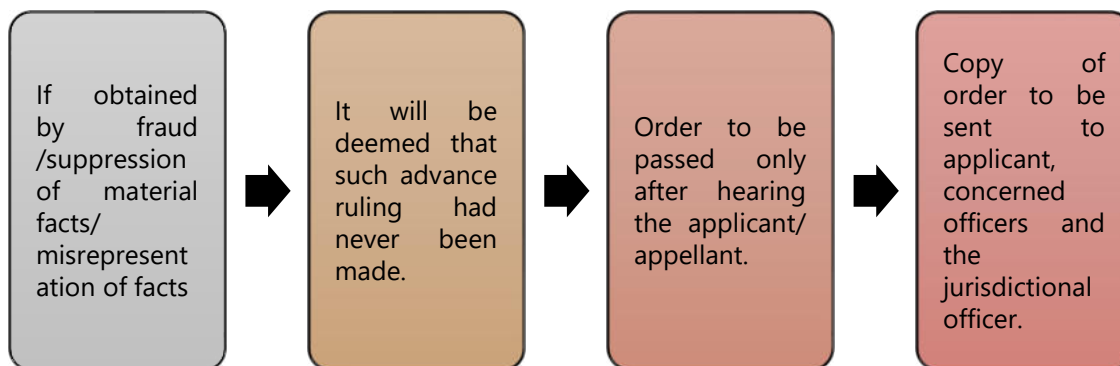 If obtained
by fraud
/suppression
of material
facts/
misrepresent
ation of facts
It will be
deemed that
such advance
ruling had
never been
made.
Order to be
passed only
after hearing
the applicant/
appellant.
Copy of
order to be
sent to
applicant,
concerned
officers and
the
jurisdictional
officer.